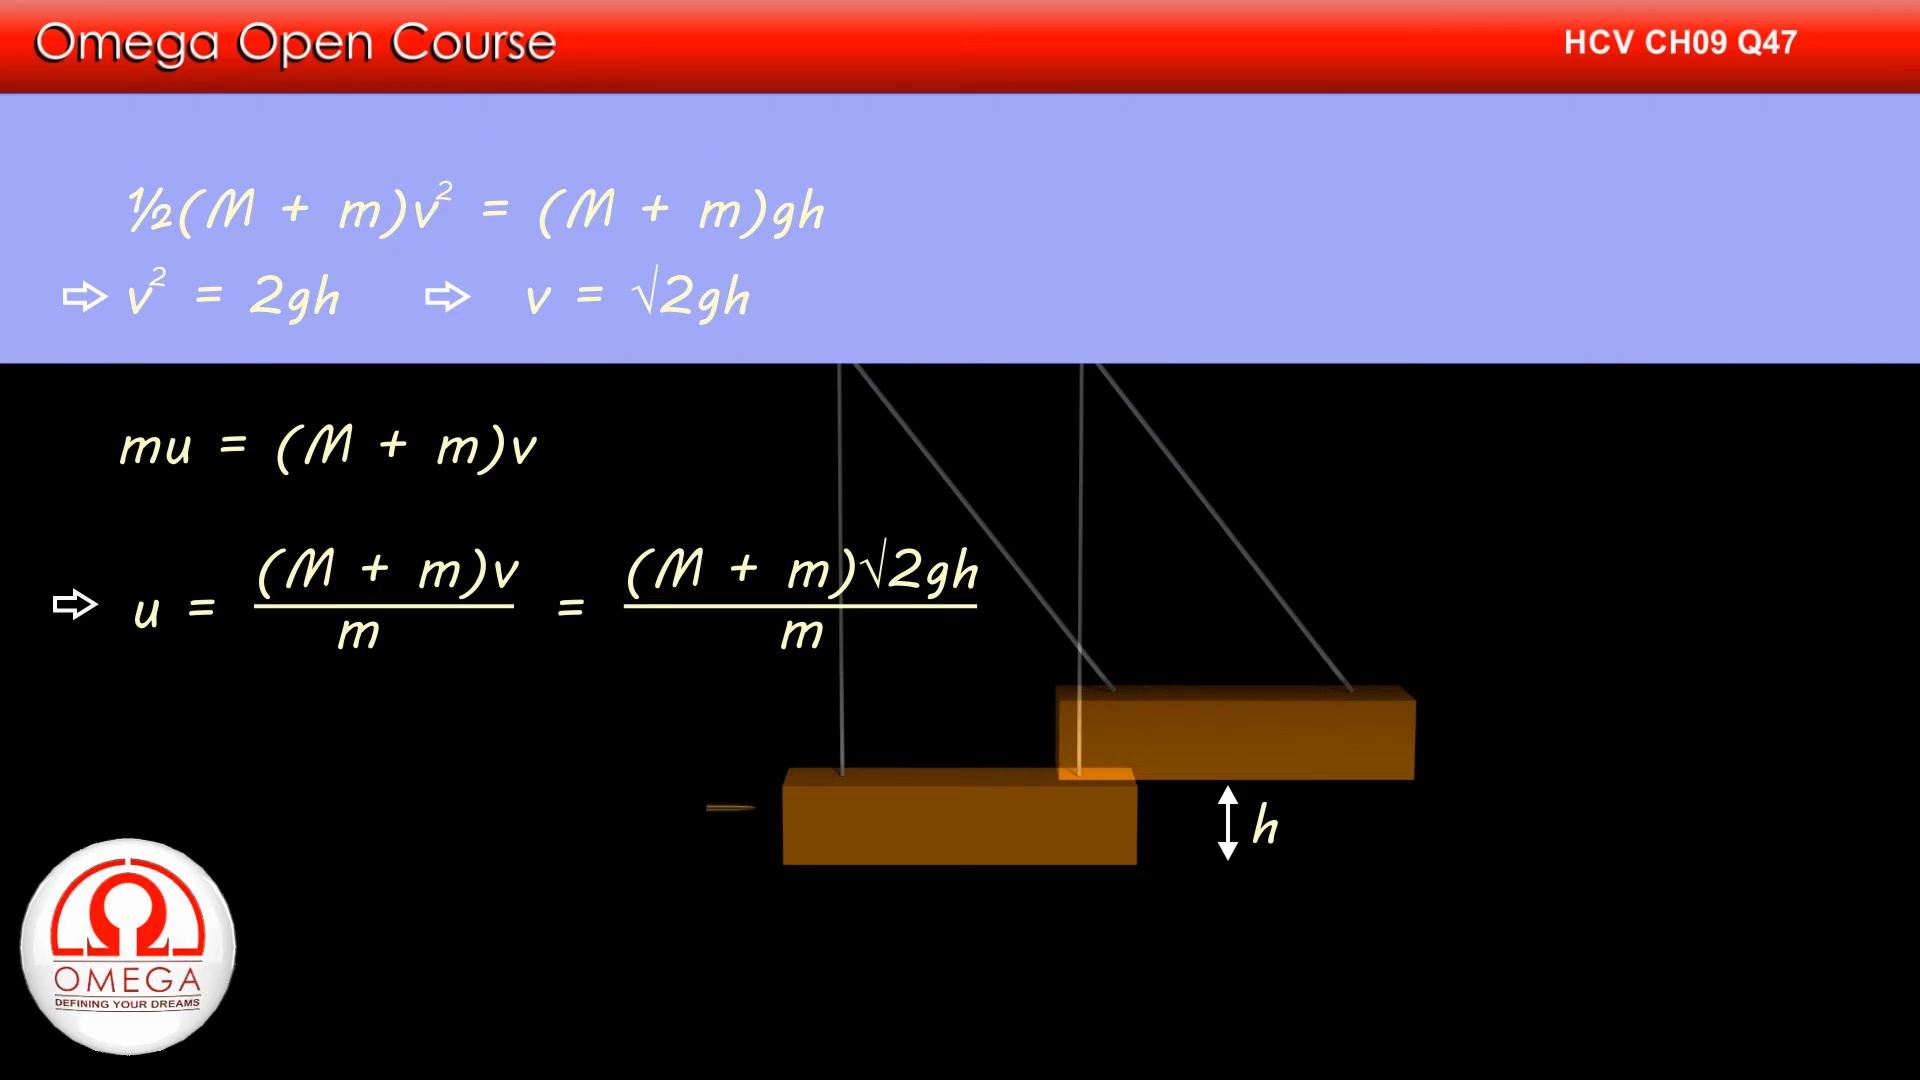 Omega Open Course
HCV CH09 Q47
½(M + m)v² = (M + m)gh
⇨ v² = 2gh ⇨ v = √2gh
mu = (M + m)v
⇨ u = (M + m)v / m = (M + m)√2gh / m
h
Ω
OMEGA
DEFINING YOUR DREAMS